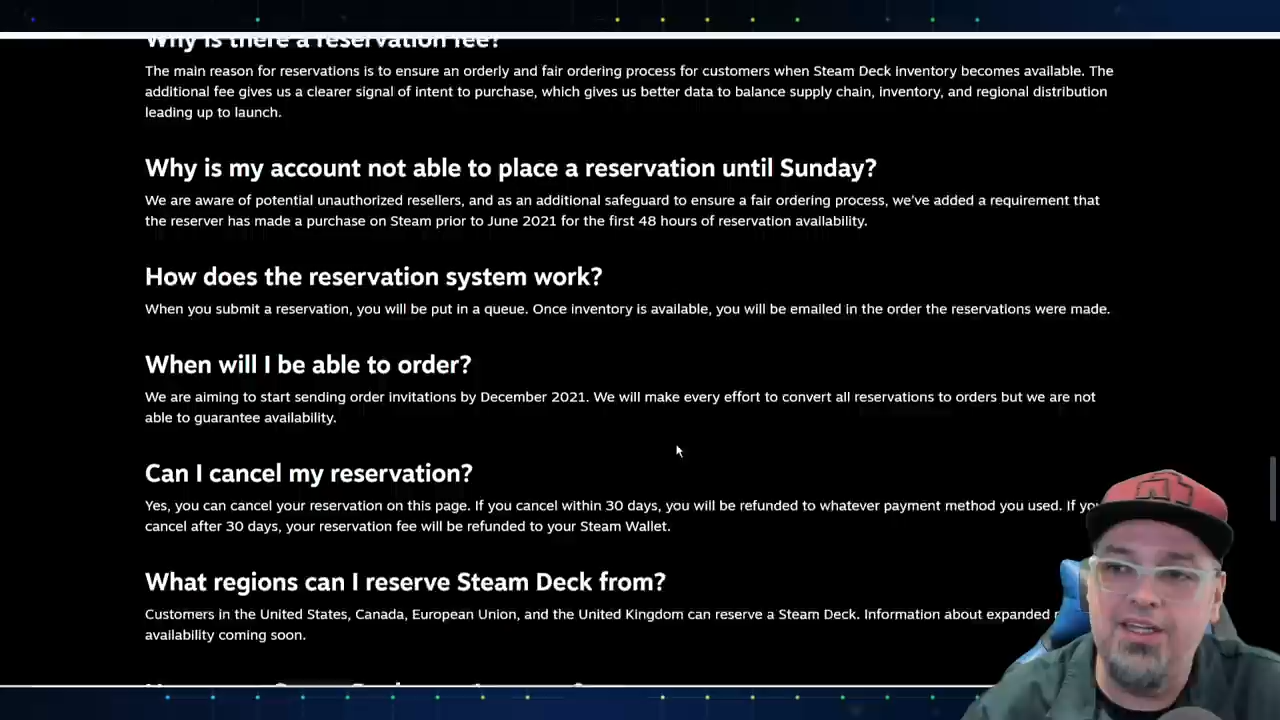 Why is there a reservation fee?
The main reason for reservations is to ensure an orderly and fair ordering process for customers when Steam Deck inventory becomes available. The
additional fee gives us a clearer signal of intent to purchase, which gives us better data to balance supply chain, inventory, and regional distribution
leading up to launch.
Why is my account not able to place a reservation until Sunday?
We are aware of potential unauthorized resellers, and as an additional safeguard to ensure a fair ordering process, we've added a requirement that
the reserver has made a purchase on Steam prior to June 2021 for the first 48 hours of reservation availability.
How does the reservation system work?
When you submit a reservation, you will be put in a queue. Once inventory is available, you will be emailed in the order the reservations were made.
When will I be able to order?
We are aiming to start sending order invitations by December 2021. We will make every effort to convert all reservations to orders but we are not
able to guarantee availability.
Can I cancel my reservation?
Yes, you can cancel your reservation on this page. If you cancel within 30 days, you will be refunded to whatever payment method you used. If you
cancel after 30 days, your reservation fee will be refunded to your Steam Wallet.
What regions can I reserve Steam Deck from?
Customers in the United States, Canada, European Union, and the United Kingdom can reserve a Steam Deck. Information about expanded
availability coming soon.